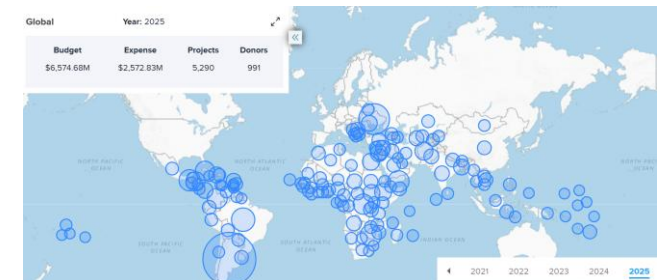 Global Year: 2025
Budget Expense Projects Donors
$6,574.68M $2,572.83M 5,290 991
NORTH PACIFIC OCEAN
NORTH ATLANTIC OCEAN
SOUTH PACIFIC OCEAN
SOUTH ATLANTIC OCEAN
INDIAN OCEAN
2021 2022 2023 2024 2025